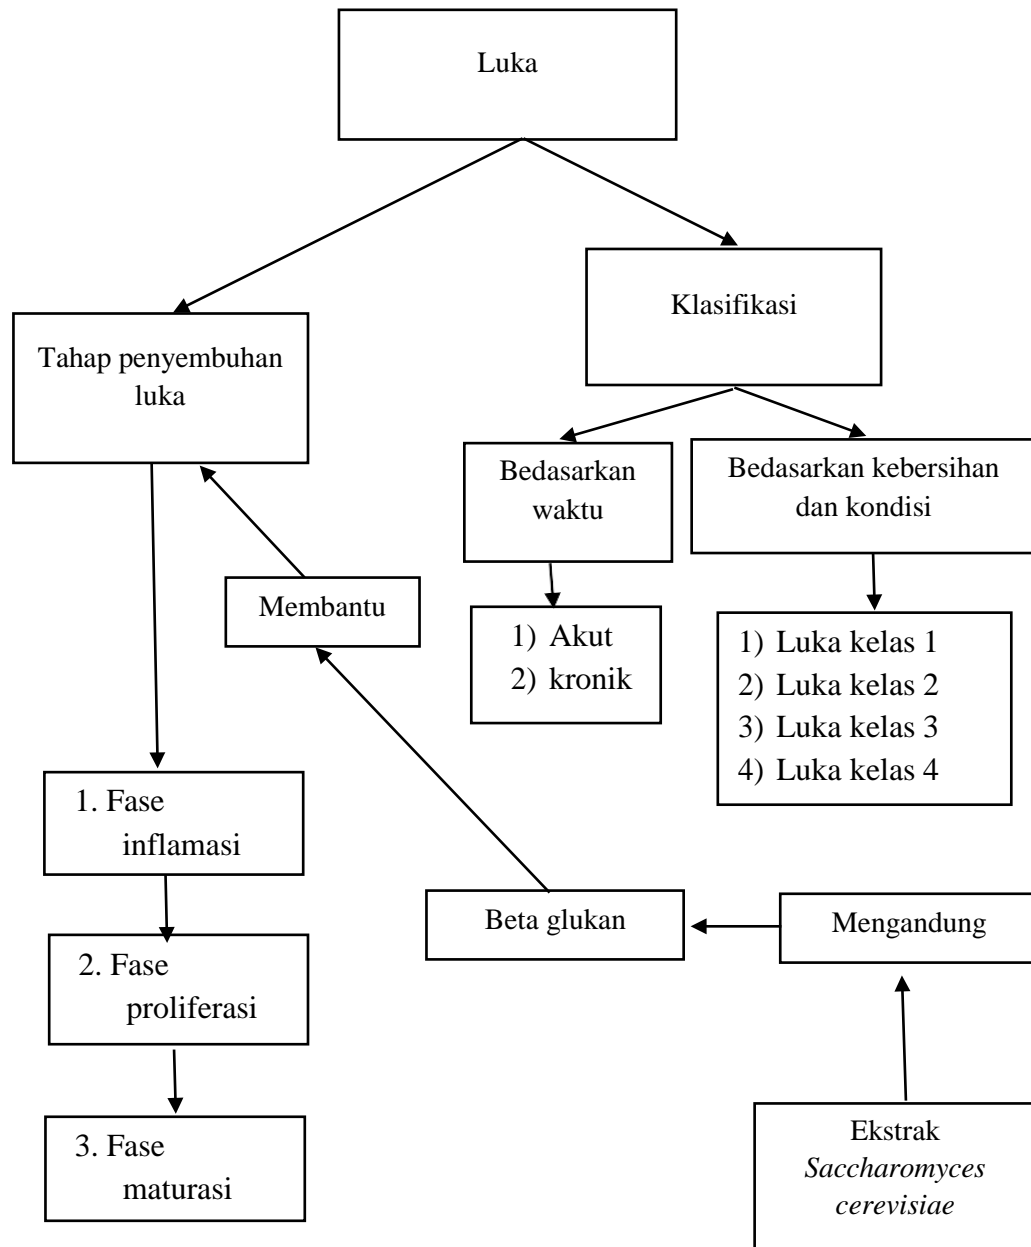 Luka
Klasifikasi
Tahap penyembuhan
luka
Bedasarkan
waktu
Bedasarkan kebersihan
dan kondisi
Membantu
1) Akut
2) kronik
1) Luka kelas 1
2) Luka kelas 2
3) Luka kelas 3
4) Luka kelas 4
1. Fase
inflamasi
Beta glukan
Mengandung
2. Fase
proliferasi
3. Fase
maturasi
Ekstrak
Saccharomyces
cerevisiae